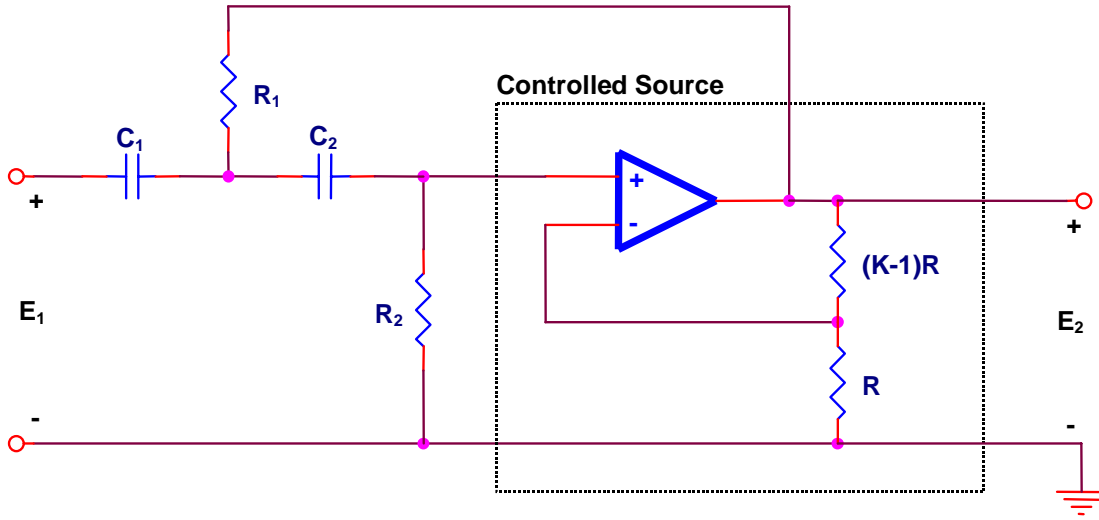 Controlled Source
R₁
C₁
C₂
+
+
-
+
(K-1)R
E₁
R₂
E₂
R
-
-